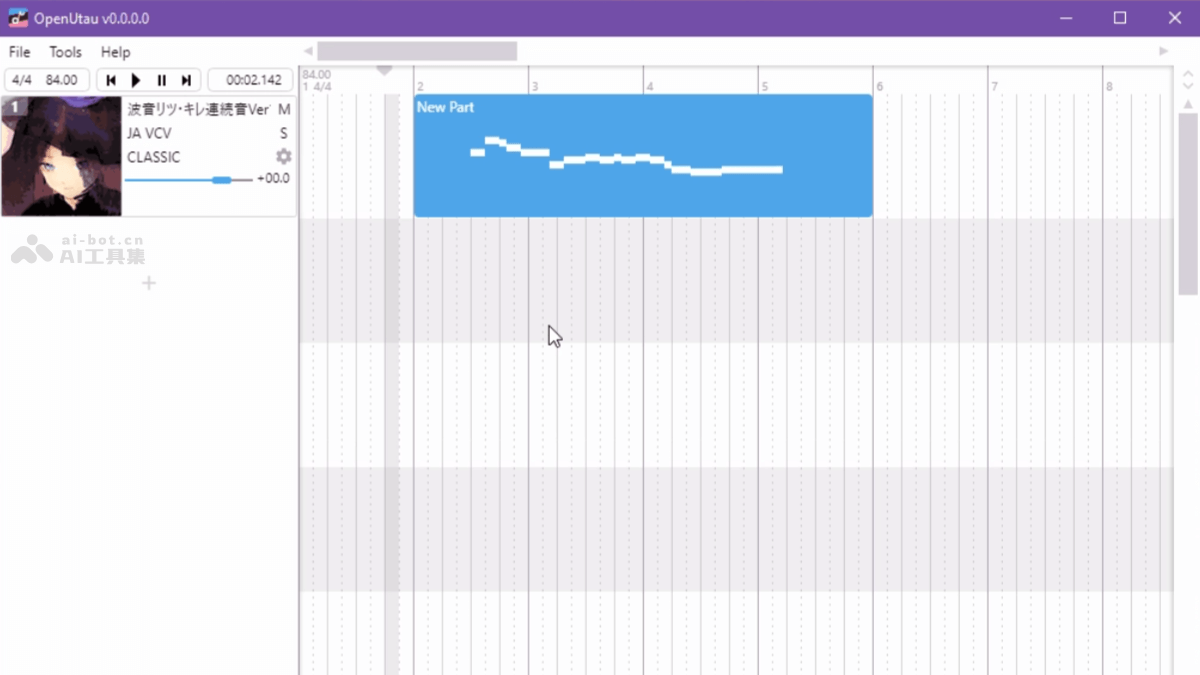 OpenUtau v0.0.0.0
File Tools Help
4/4 84.00 00:02.142
84.00
1 4/4 2 3 4 5 6 7 8
1
波音リツ・キレ連続音Ver M
JA VCV S
CLASSIC
+00.0
New Part
ai-bot.cn
AI工具集